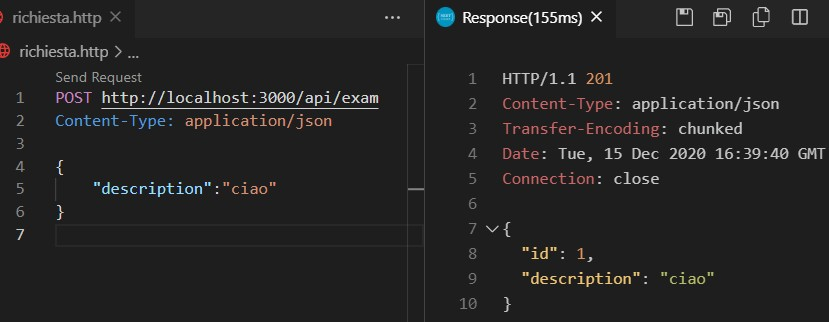 richiesta.http
richiesta.http > ...
Send Request
1 POST http://localhost:3000/api/exam
2 Content-Type: application/json
3
4 {
5     "description":"ciao"
6 }
7
Response(155ms)
1 HTTP/1.1 201
2 Content-Type: application/json
3 Transfer-Encoding: chunked
4 Date: Tue, 15 Dec 2020 16:39:40 GMT
5 Connection: close
6
7 {
8   "id": 1,
9   "description": "ciao"
10 }